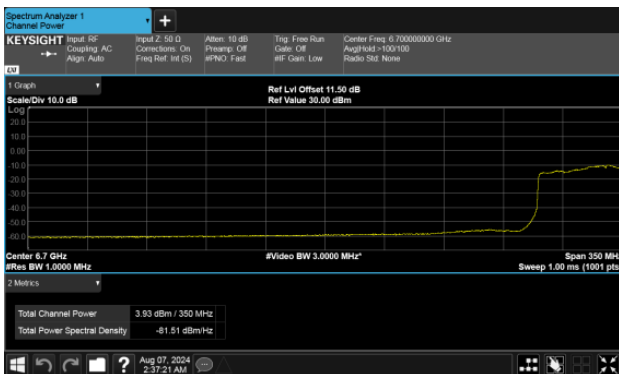 Spectrum Analyzer 1
Channel Power
+
KEYSIGHT
Input: RF
Coupling: AC
Align: Auto
Input Z: 50 Ω
Corrections: On
Freq Ref: Int (S)
Atten: 10 dB
Preamp: Off
#PNO: Fast
Trig: Free Run
Gate: Off
#IF Gain: Low
Center Freq: 6.700000000 GHz
Avg|Hold:>100/100
Radio Std: None
LXI
1 Graph
Scale/Div 10.0 dB
Ref Lvl Offset 11.50 dB
Ref Value 30.00 dBm
Log
20.0
10.0
0.00
-10.0
-20.0
-30.0
-40.0
-50.0
-60.0
Center 6.7 GHz
#Res BW 1.0000 MHz
#Video BW 3.0000 MHz*
Span 350 MHz
Sweep 1.00 ms (1001 pts
2 Metrics
Total Channel Power 3.93 dBm / 350 MHz
Total Power Spectral Density -81.51 dBm/Hz
?
Aug 07, 2024
2:37:21 AM